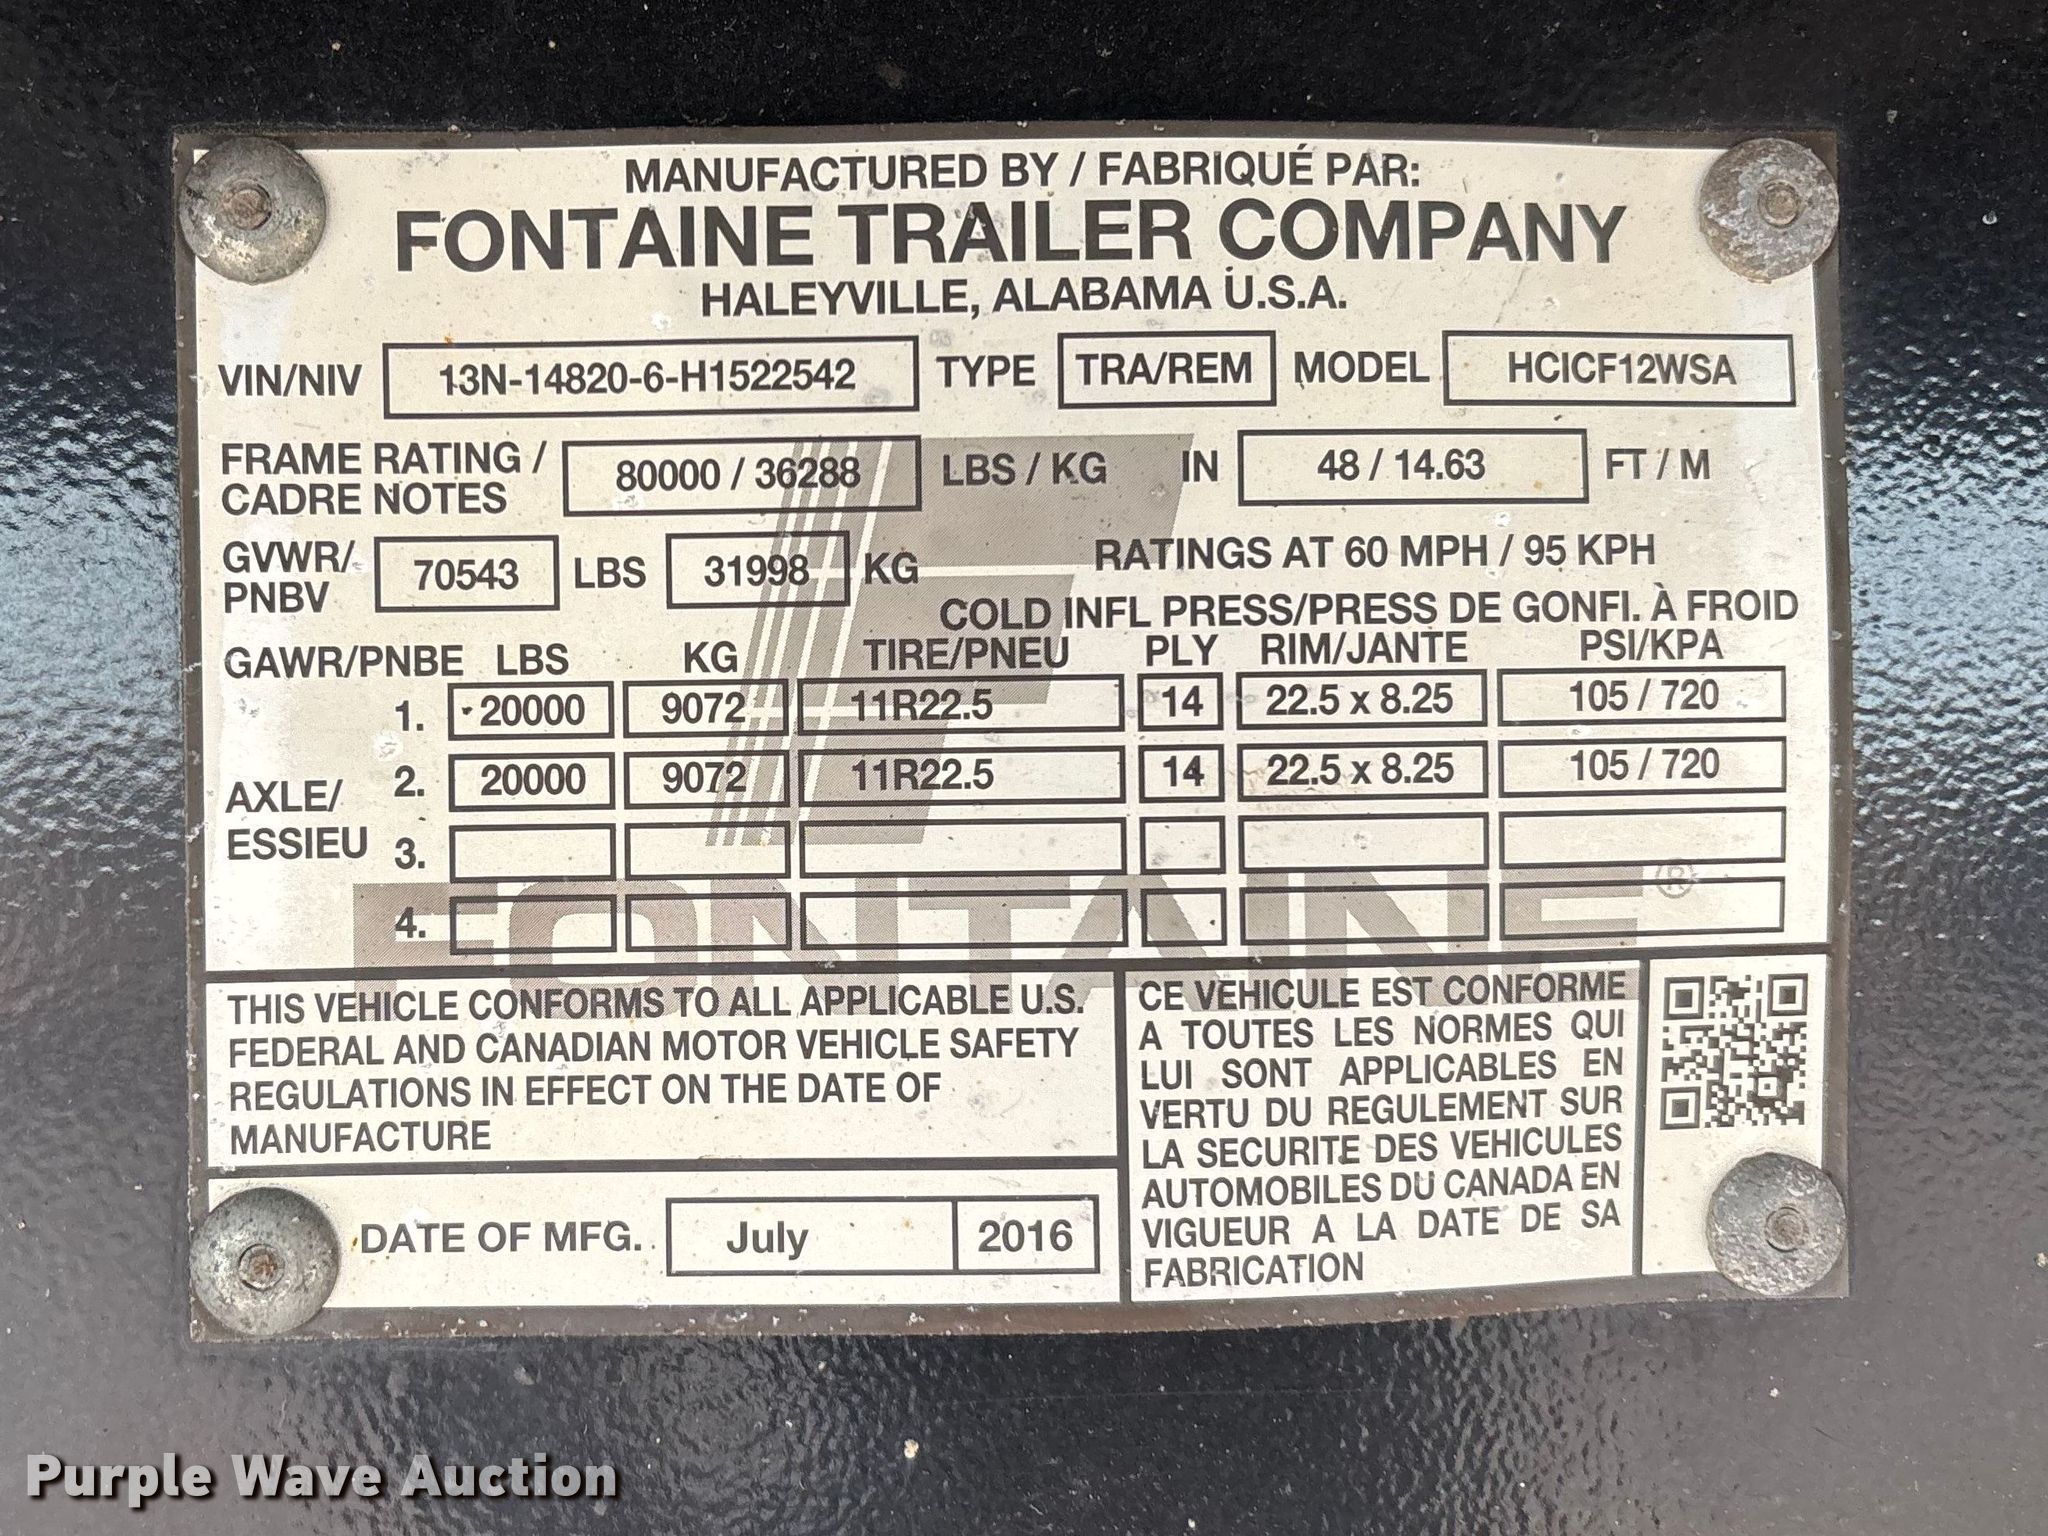 MANUFACTURED BY / FABRIQUÉ PAR:
FONTAINE TRAILER COMPANY
HALEYVILLE, ALABAMA U.S.A.
VIN/NIV 13N-14820-6-H1522542 TYPE TRA/REM MODEL HCICF12WSA
FRAME RATING / CADRE NOTES 80000 / 36288 LBS / KG IN 48 / 14.63 FT / M
GVWR/ PNBV 70543 LBS 31998 KG RATINGS AT 60 MPH / 95 KPH
COLD INFL PRESS/PRESS DE GONFI. À FROID
GAWR/PNBE LBS KG TIRE/PNEU PLY RIM/JANTE PSI/KPA
1. 20000 9072 11R22.5 14 22.5 x 8.25 105 / 720
AXLE/ ESSIEU 2. 20000 9072 11R22.5 14 22.5 x 8.25 105 / 720
3.
4.
FONTAINE ®
THIS VEHICLE CONFORMS TO ALL APPLICABLE U.S.
FEDERAL AND CANADIAN MOTOR VEHICLE SAFETY
REGULATIONS IN EFFECT ON THE DATE OF
MANUFACTURE
DATE OF MFG. July 2016
CE VEHICULE EST CONFORME
A TOUTES LES NORMES QUI
LUI SONT APPLICABLES EN
VERTU DU REGULEMENT SUR
LA SECURITE DES VEHICULES
AUTOMOBILES DU CANADA EN
VIGUEUR A LA DATE DE SA
FABRICATION
Purple Wave Auction